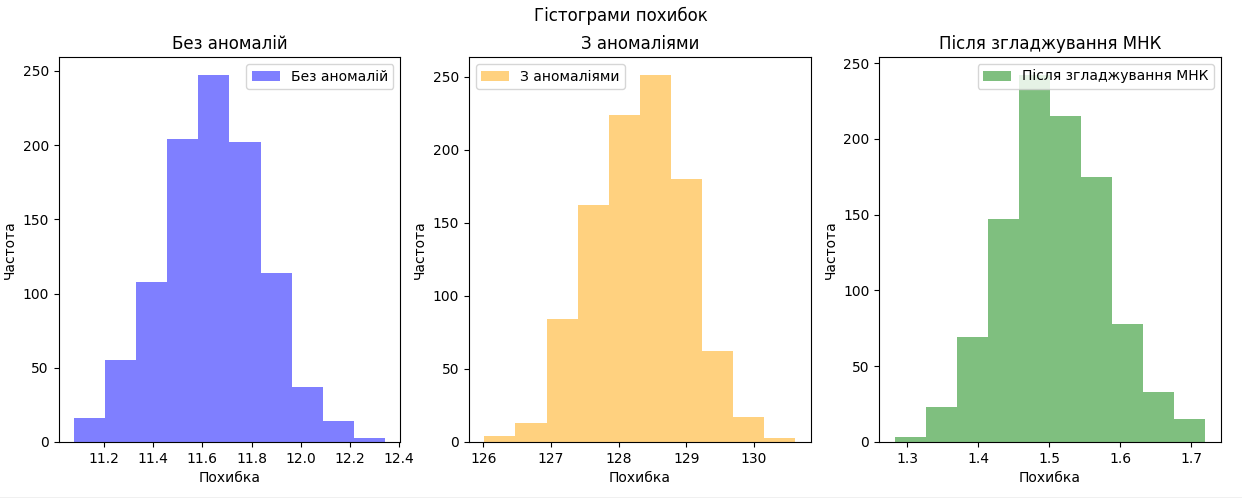 Гістограми похибок
Без аномалій
Без аномалій
250
200
150
100
50
0
Частота
11.2 11.4 11.6 11.8 12.0 12.2 12.4
Похибка
З аномаліями
З аномаліями
250
200
150
100
50
0
Частота
126 127 128 129 130
Похибка
Після згладжування МНК
Після згладжування МНК
250
200
150
100
50
0
Частота
1.3 1.4 1.5 1.6 1.7
Похибка